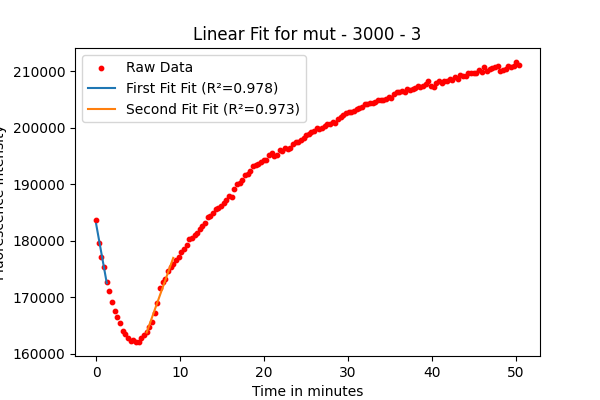 Linear Fit for mut - 3000 - 3
Raw Data
First Fit Fit (R²=0.978)
Second Fit Fit (R²=0.973)
210000
200000
190000
180000
170000
160000
0 10 20 30 40 50
Time in minutes
intensity